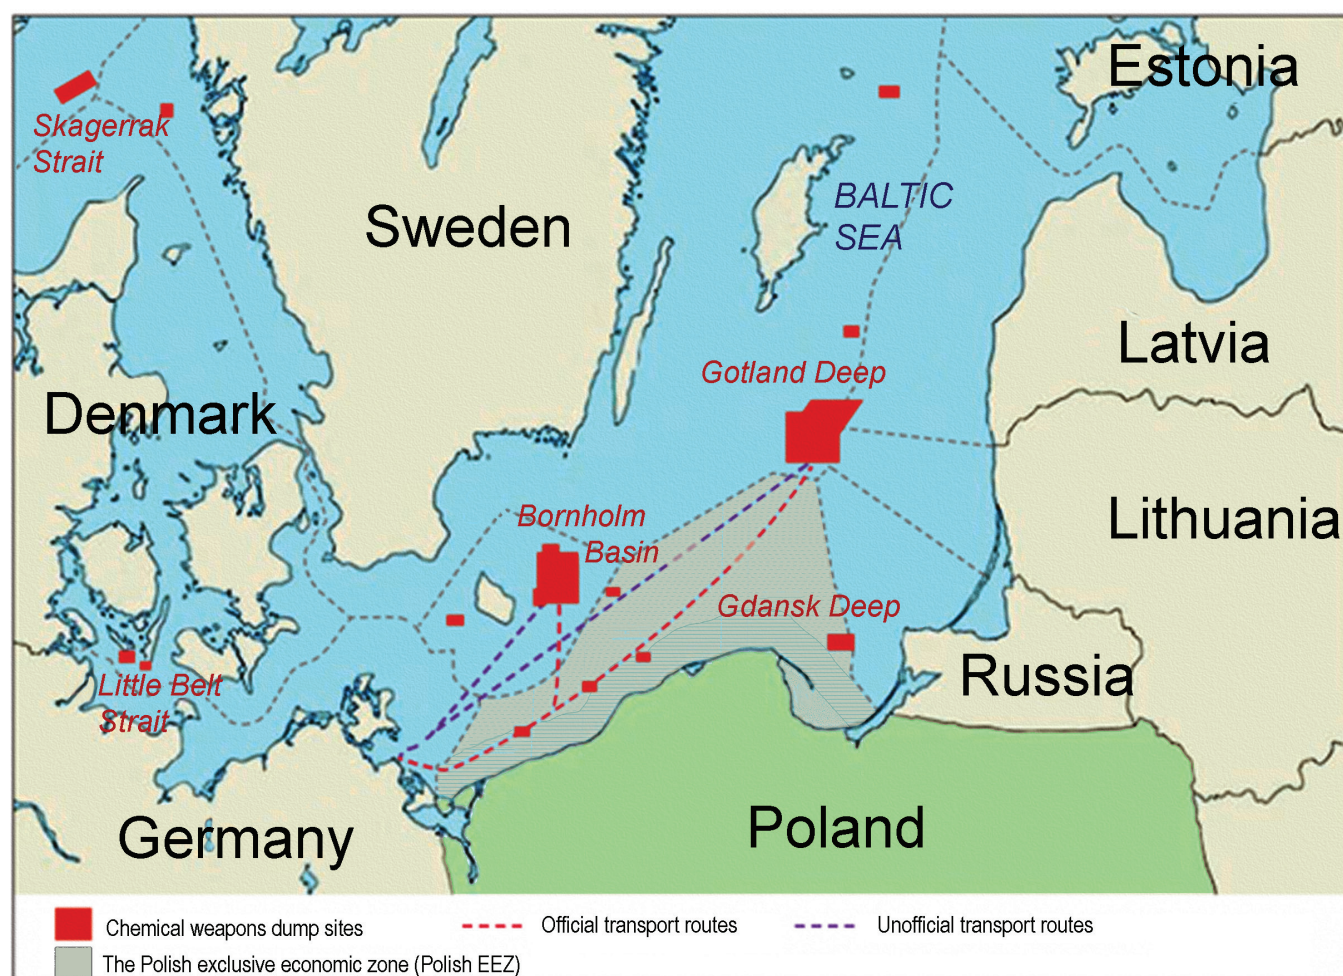 Estonia
Skagerrak
Strait
BALTIC
SEA
Sweden
Latvia
Gotland Deep
Denmark
Bornholm
Basin
Lithuania
Gdansk Deep
Russia
Little Belt
Strait
Germany
Poland
Chemical weapons dump sites
Official transport routes
Unofficial transport routes
The Polish exclusive economic zone (Polish EEZ)